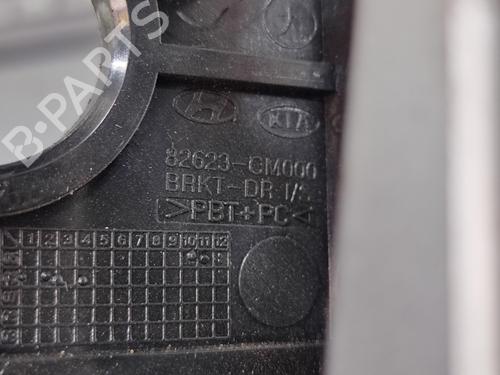 B-PARTS
KIA
82623-GM000
BRKT-DR I/S
>PBT+PC<
1 2 3 4 5 6 7 8 9 10 11 12